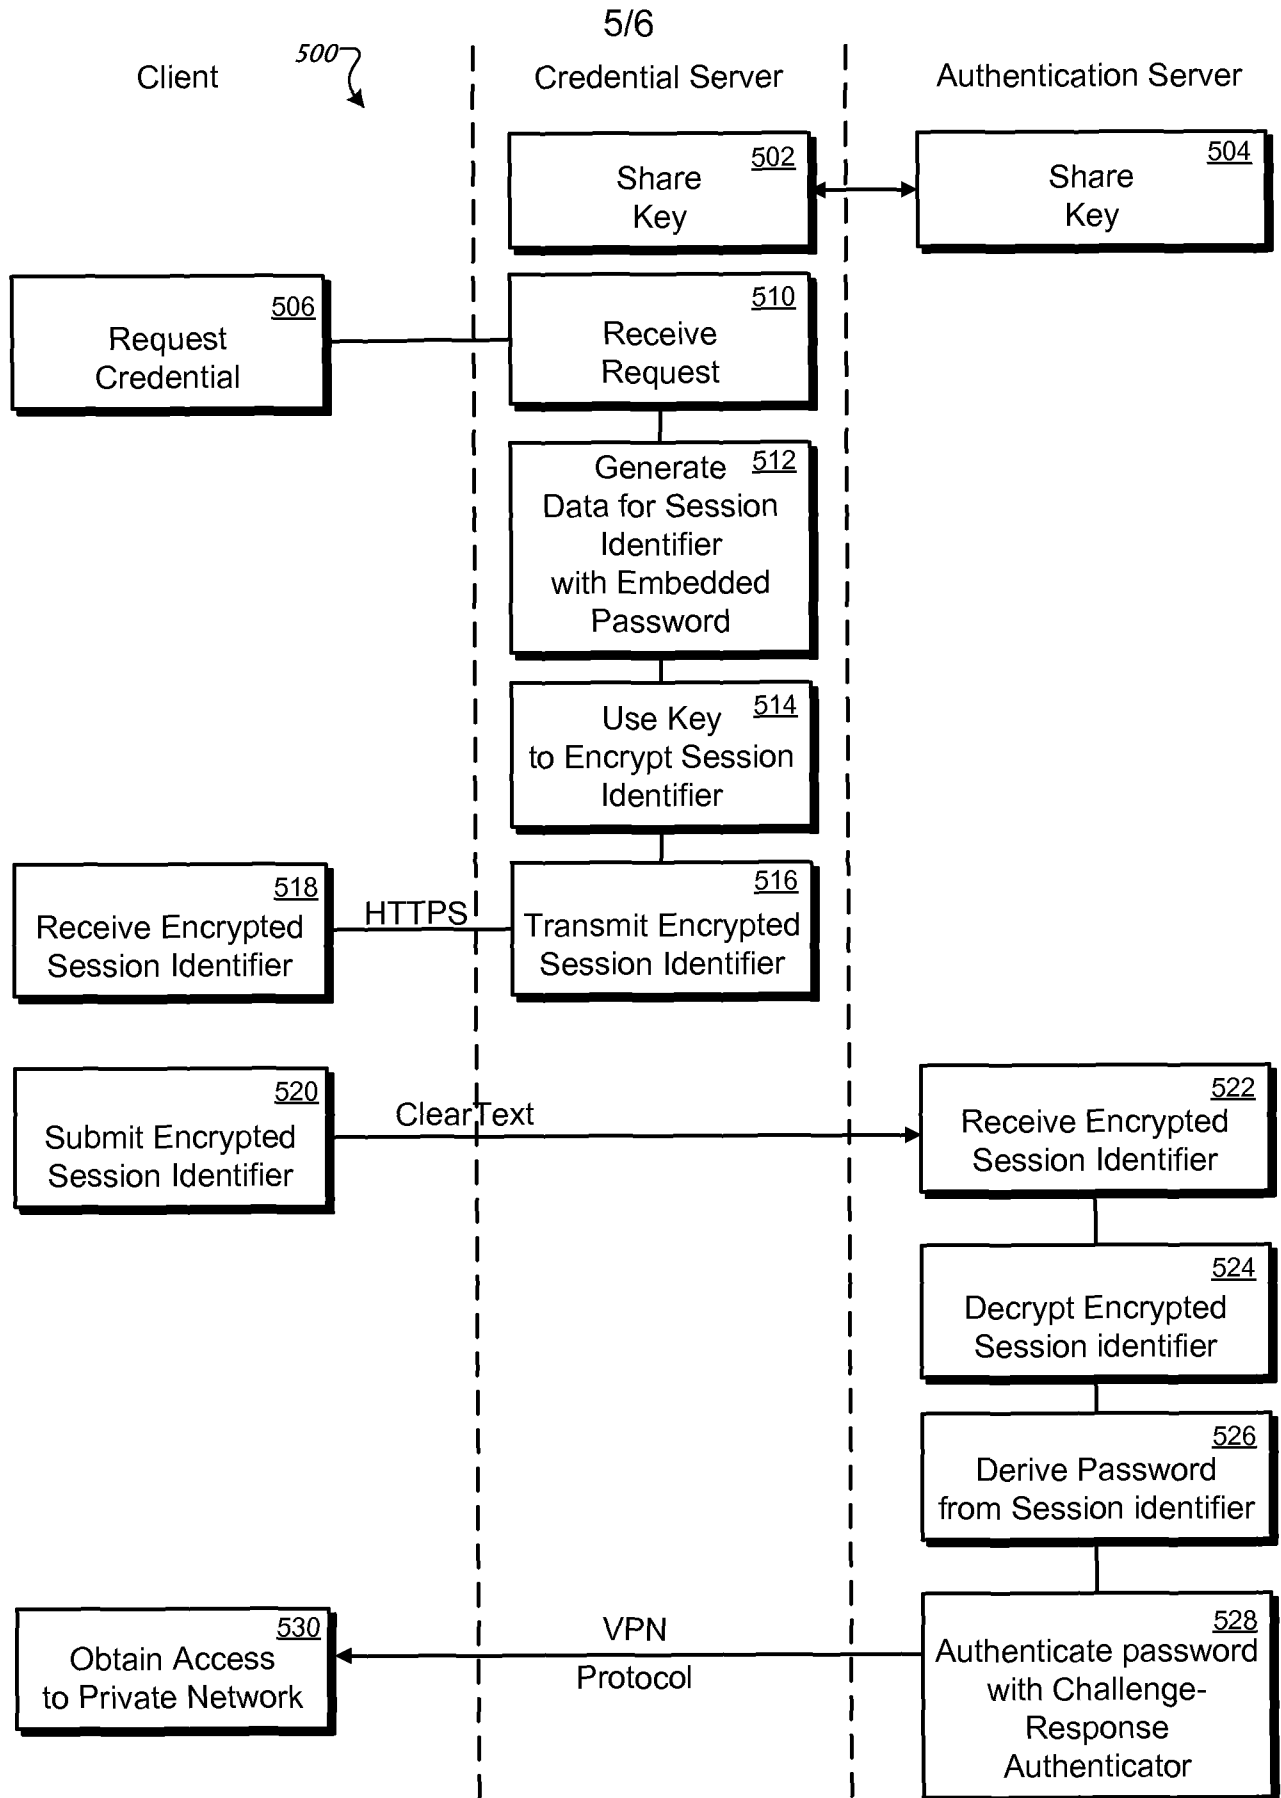 5/6
500
Client
Credential Server
Authentication Server
502
Share
Key
504
Share
Key
506
Request
Credential
510
Receive
Request
512
Generate
Data for Session
Identifier
with Embedded
Password
514
Use Key
to Encrypt Session
Identifier
516
Transmit Encrypted
Session Identifier
HTTPS
518
Receive Encrypted
Session Identifier
520
Submit Encrypted
Session Identifier
ClearText
522
Receive Encrypted
Session Identifier
524
Decrypt Encrypted
Session identifier
526
Derive Password
from Session identifier
528
Authenticate password
with Challenge-
Response
Authenticator
VPN
Protocol
530
Obtain Access
to Private Network